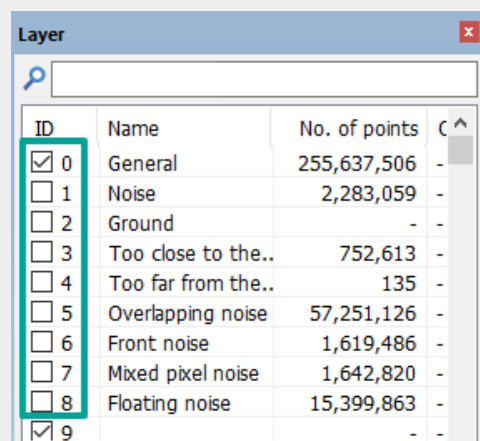 Layer
ID Name No. of points C
0 General 255,637,506 -
1 Noise 2,283,059 -
2 Ground - -
3 Too close to the.. 752,613 -
4 Too far from the.. 135 -
5 Overlapping noise 57,251,126 -
6 Front noise 1,619,486 -
7 Mixed pixel noise 1,642,820 -
8 Floating noise 15,399,863 -
9 - -